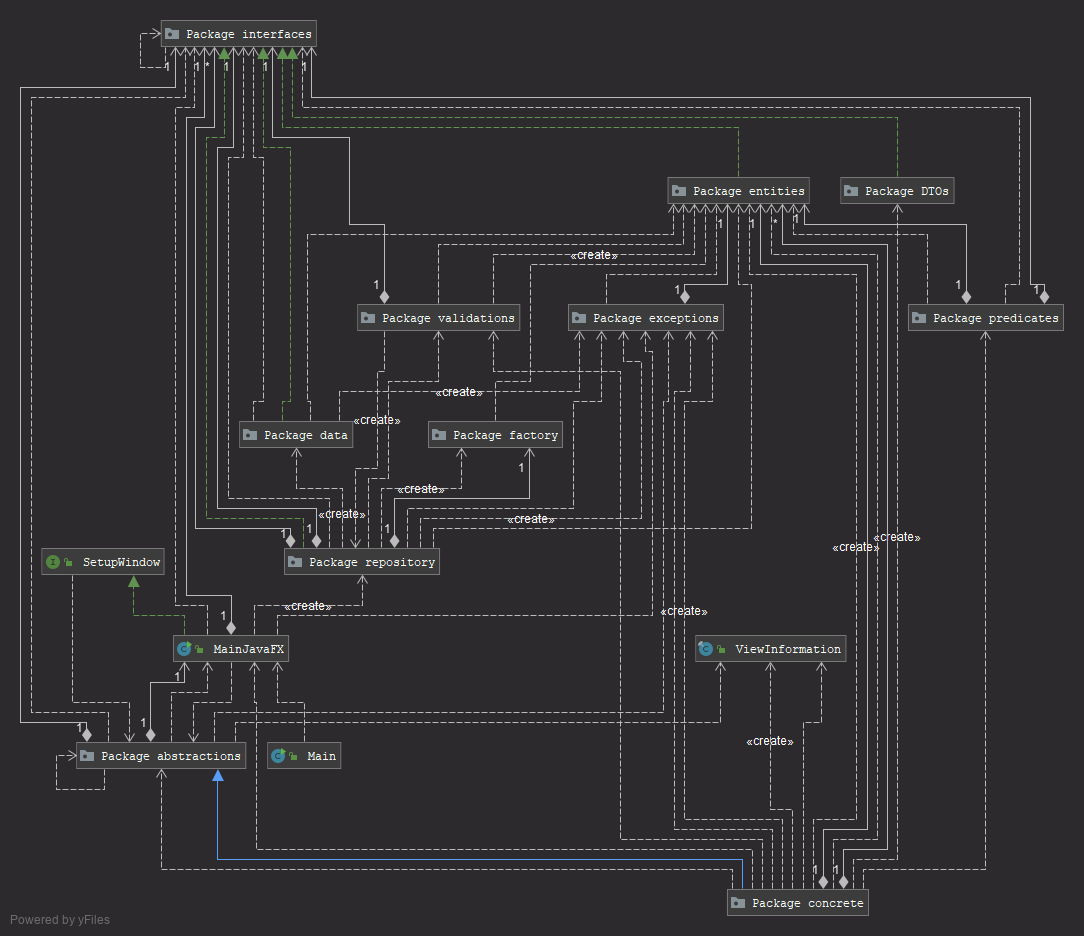 Package interfaces
1
1
*
1
1
1
Package entities
Package DTOs
1
1
*
1
«create»
1
1
1
1
Package validations
Package exceptions
Package predicates
«create»
«create»
Package data
Package factory
1
«create»
«create»
«create»
1
1
1
«create»
«create»
SetupWindow
Package repository
«create»
«create»
1
MainJavaFX
ViewInformation
1
1
1
«create»
Package abstractions
Main
1
1
Package concrete
Powered by yFiles